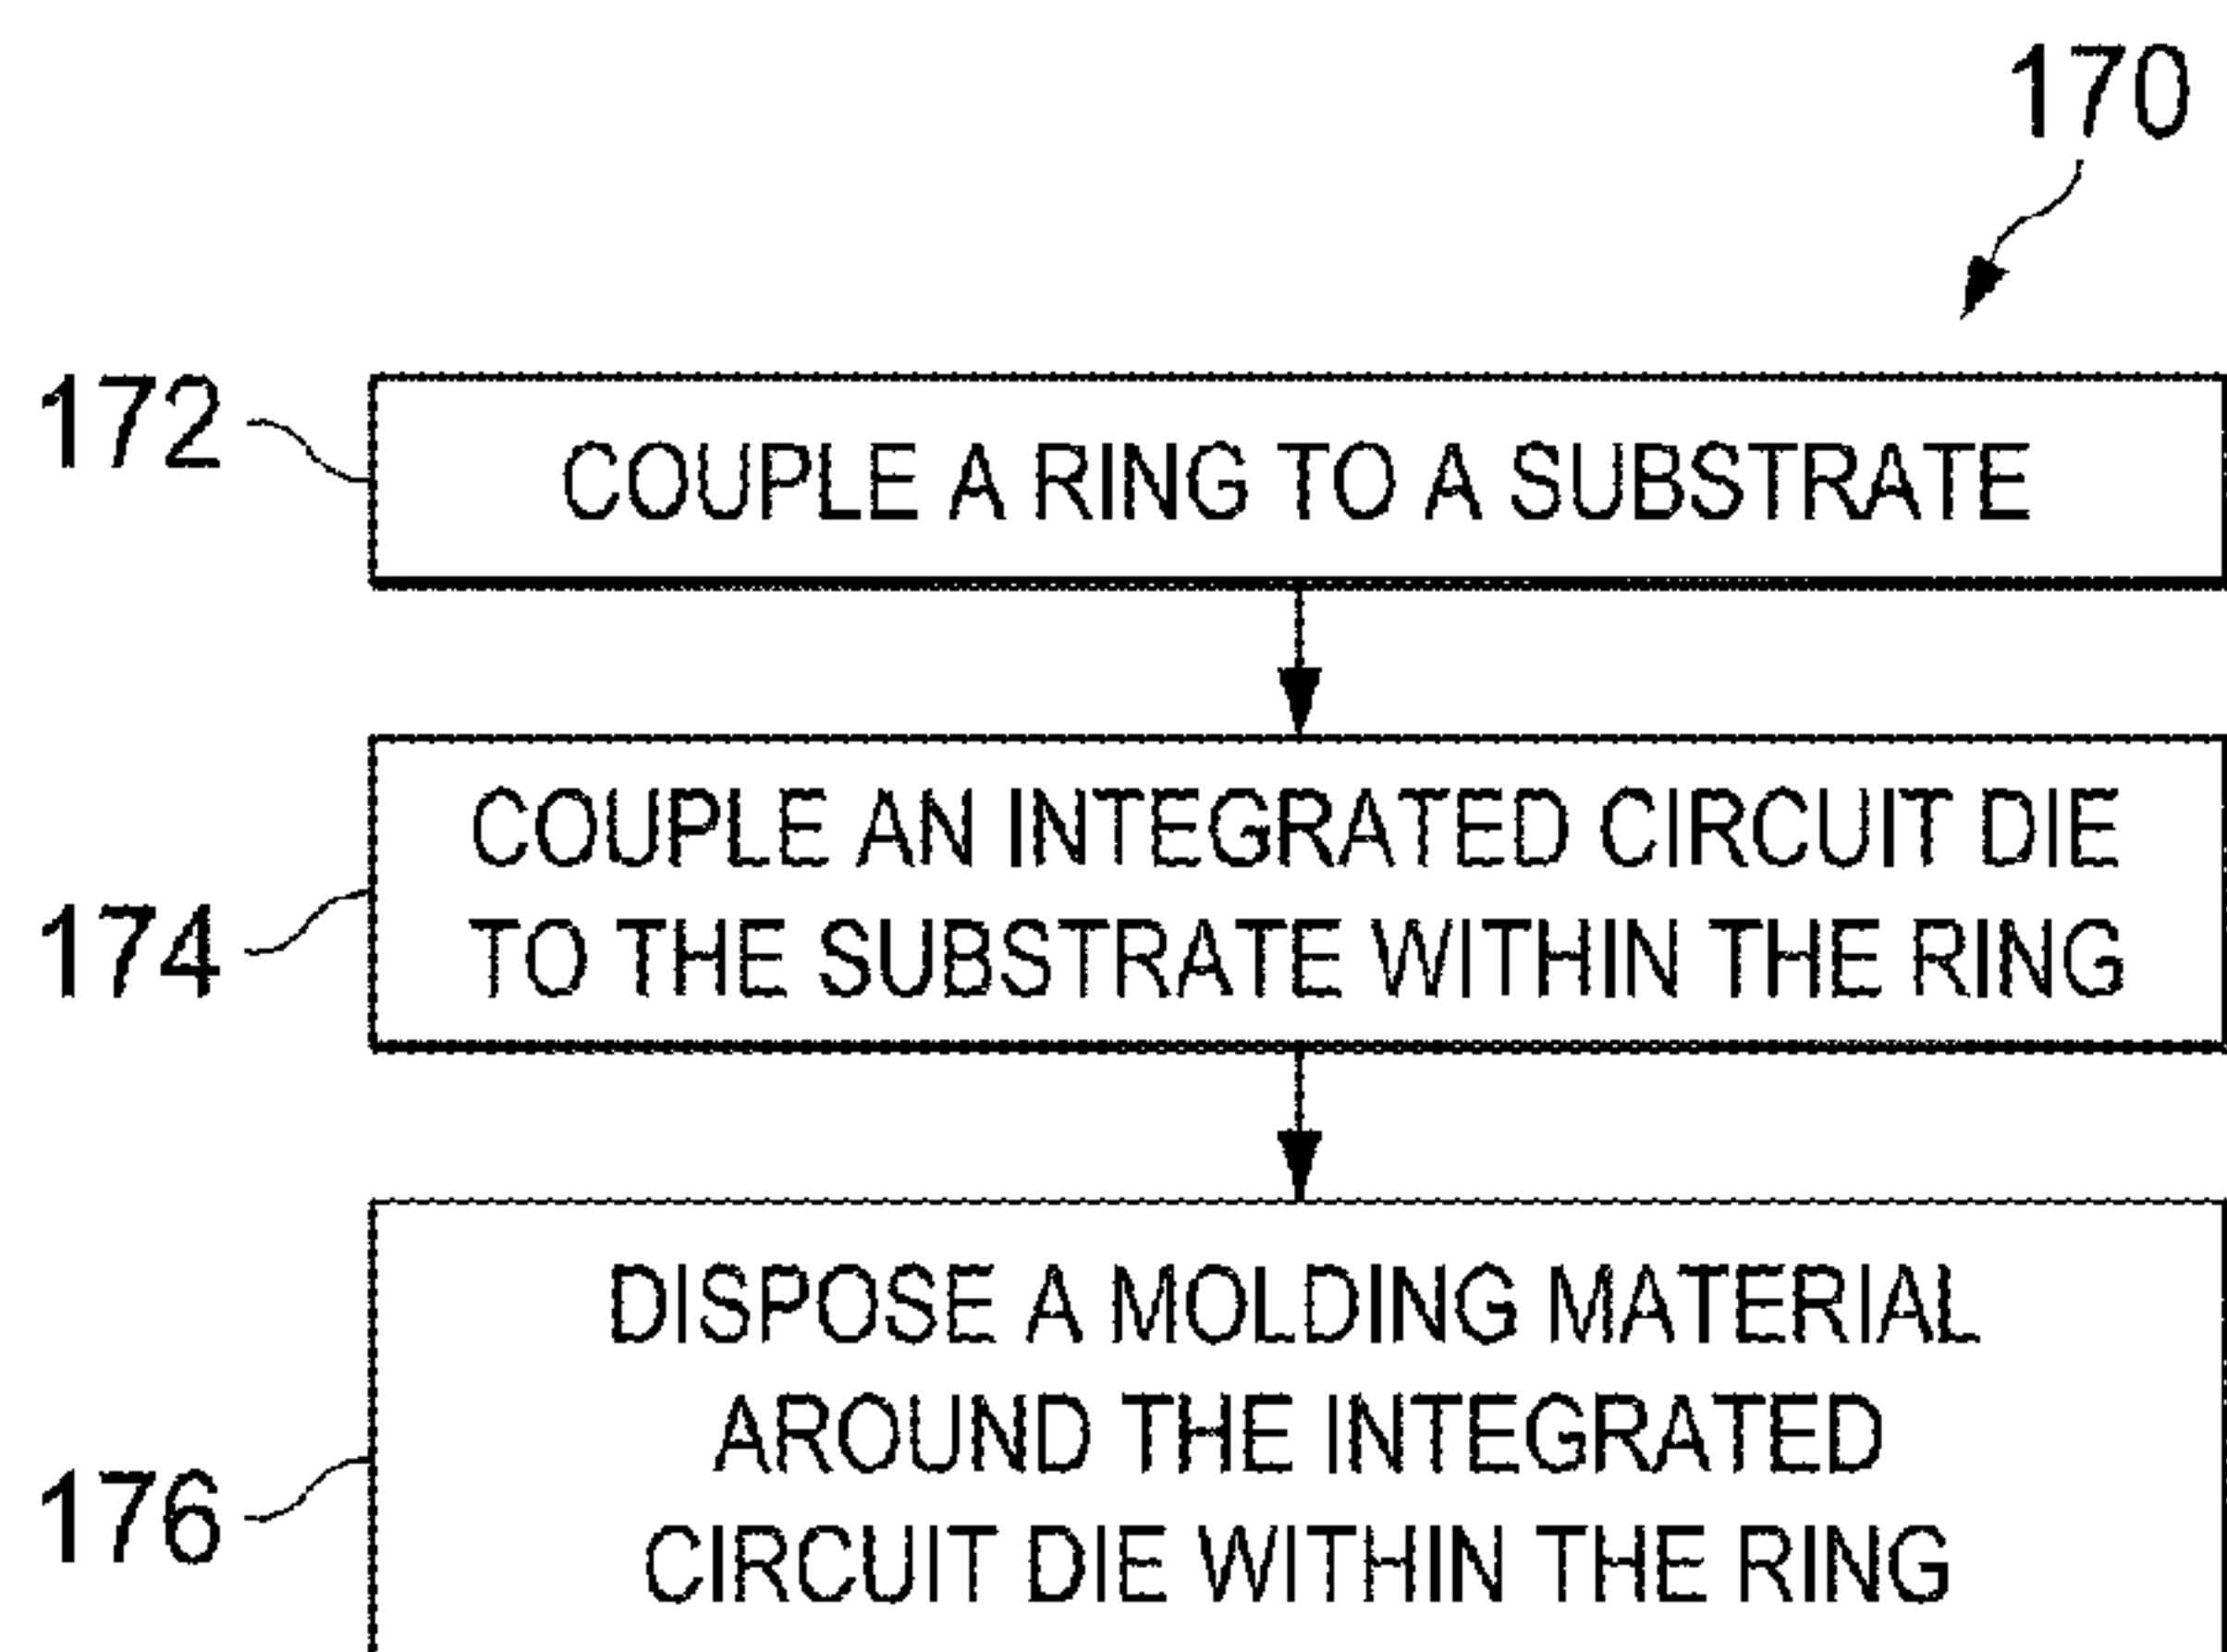 170
172
COUPLE A RING TO A SUBSTRATE
COUPLE AN INTEGRATED CIRCUIT DIE
174
TO THE SUBSTRATE WITHIN THE RING
DISPOSE A MOLDING MATERIAL
AROUND THE INTEGRATED
176
CIRCUIT DIE WITHIN THE RING